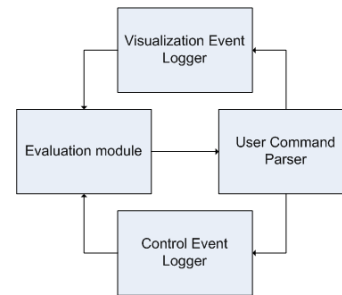 Visualization Event
Logger
Evaluation module
User Command
Parser
Control Event
Logger